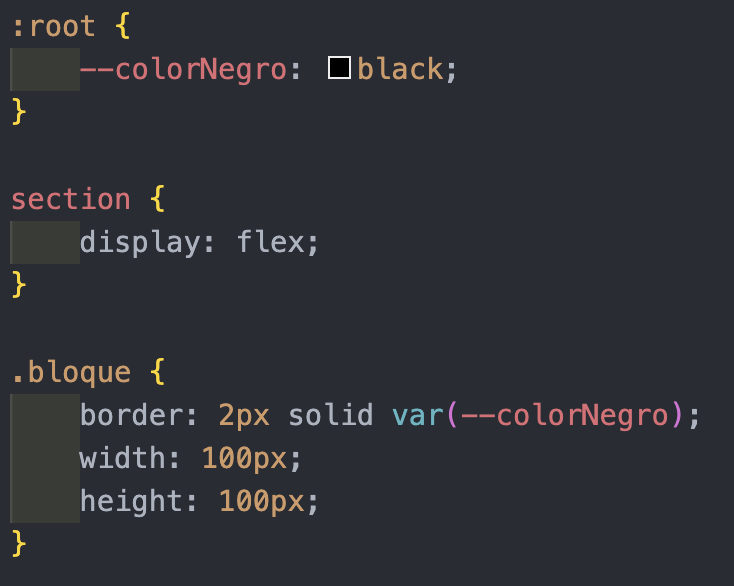 :root {
    --colorNegro: black;
}

section {
    display: flex;
}

.bloque {
    border: 2px solid var(--colorNegro);
    width: 100px;
    height: 100px;
}